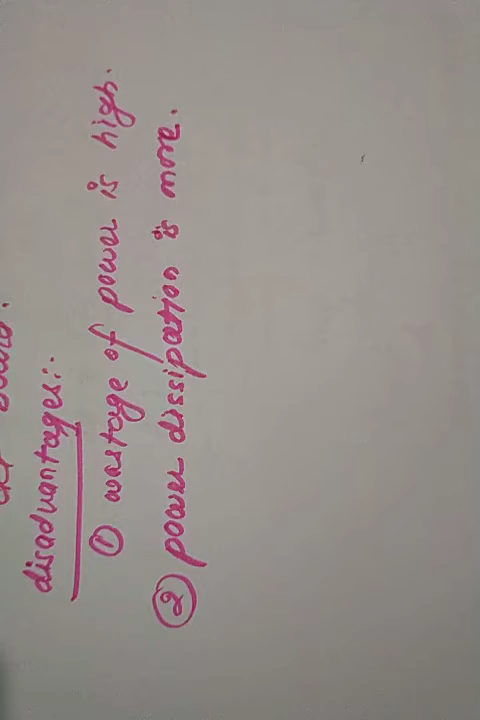 disadvantages:-
① wastage of power is high.
② power dissipation is more.